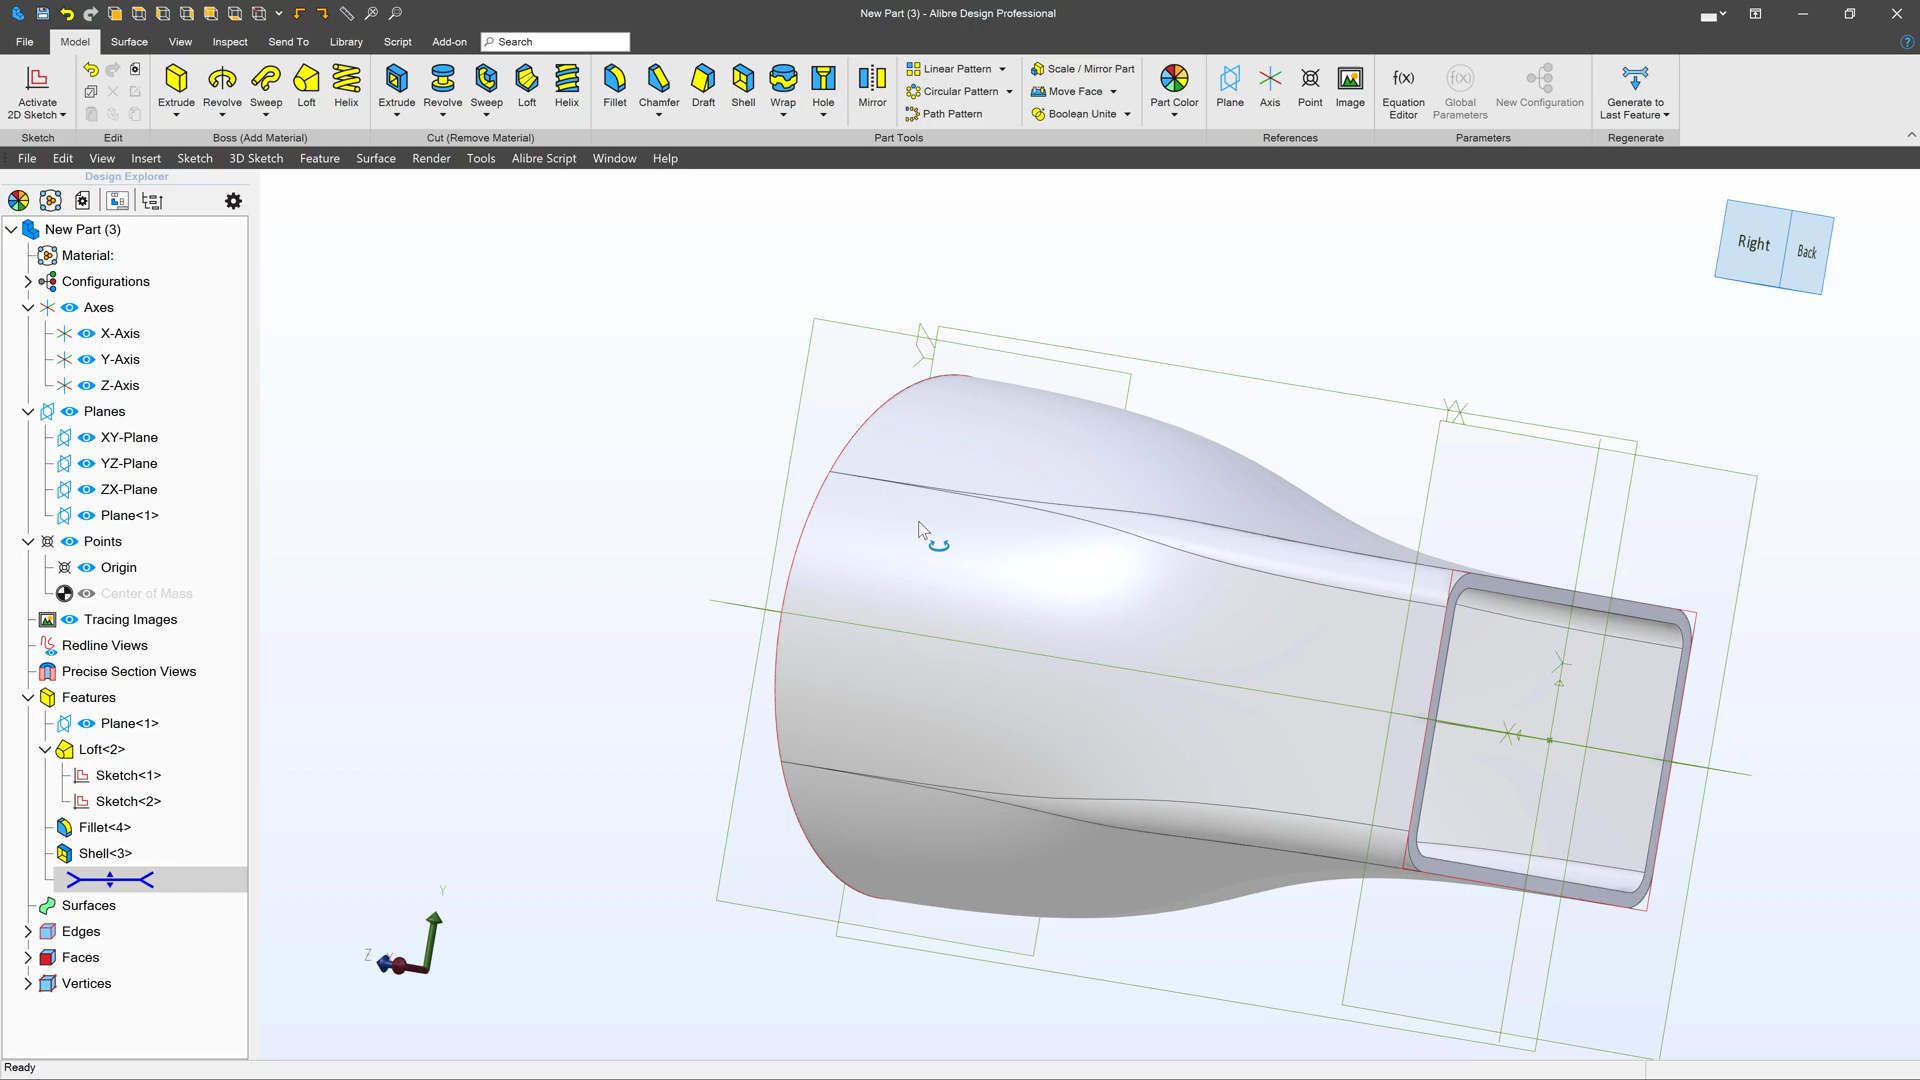 New Part (3) - Alibre Design Professional
File Model Surface View Inspect Send To Library Script Add-on Search
Activate
2D Sketch
Extrude Revolve Sweep Loft Helix
Extrude Revolve Sweep Loft Helix
Fillet Chamfer Draft Shell Wrap Hole
Mirror
Linear Pattern
Circular Pattern
Path Pattern
Scale / Mirror Part
Move Face
Boolean Unite
Part Color
Plane Axis Point Image
f(x)
Equation
Editor
f(x)
Global
Parameters
New Configuration
Generate to
Last Feature
Sketch Edit Boss (Add Material) Cut (Remove Material) Part Tools References Parameters Regenerate
File Edit View Insert Sketch 3D Sketch Feature Surface Render Tools Alibre Script Window Help
Design Explorer
New Part (3)
Material:
Configurations
Axes
X-Axis
Y-Axis
Z-Axis
Planes
XY-Plane
YZ-Plane
ZX-Plane
Plane<1>
Points
Origin
Center of Mass
Tracing Images
Redline Views
Precise Section Views
Features
Plane<1>
Loft<2>
Sketch<1>
Sketch<2>
Fillet<4>
Shell<3>
Surfaces
Edges
Faces
Vertices
Right Back
Y
Z
Ready